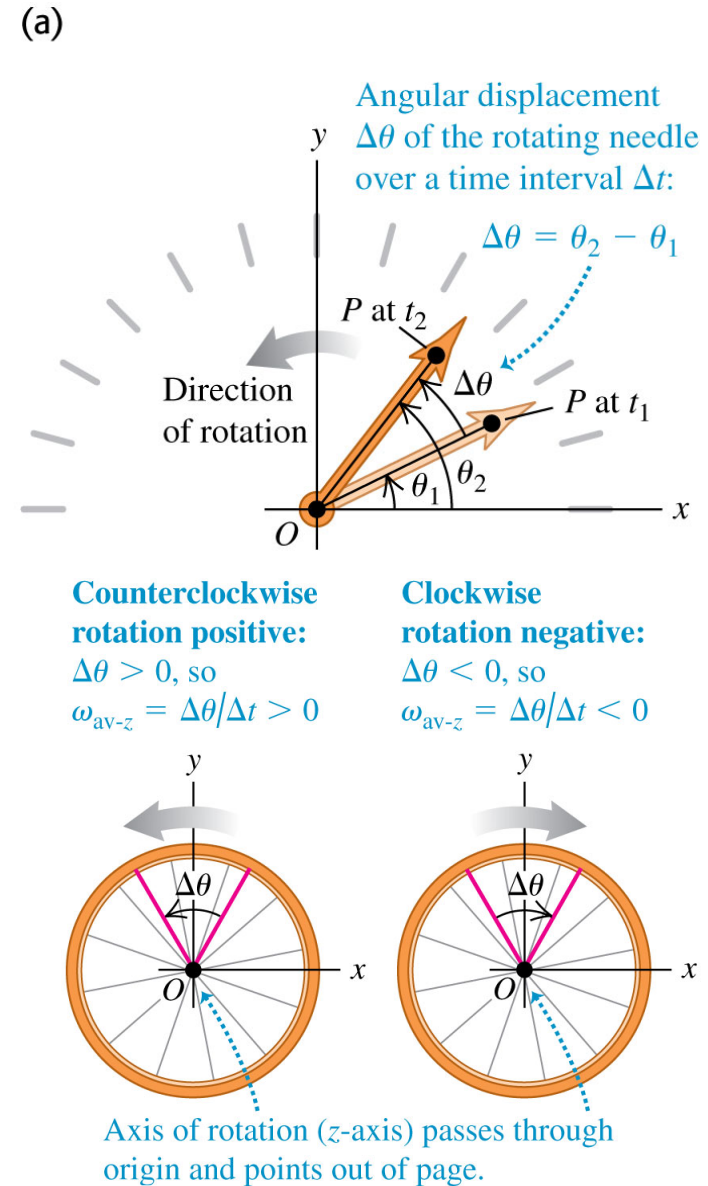 (a)
Angular displacement
Δθ of the rotating needle
over a time interval Δt:
Δθ = θ₂ − θ₁
y
P at t₂
Δθ
P at t₁
Direction
of rotation
θ₁
θ₂
x
O
Counterclockwise
rotation positive:
Δθ > 0, so
ωav-z = Δθ/Δt > 0
Clockwise
rotation negative:
Δθ < 0, so
ωav-z = Δθ/Δt < 0
y
Δθ
x
O
y
Δθ
x
O
Axis of rotation (z-axis) passes through
origin and points out of page.